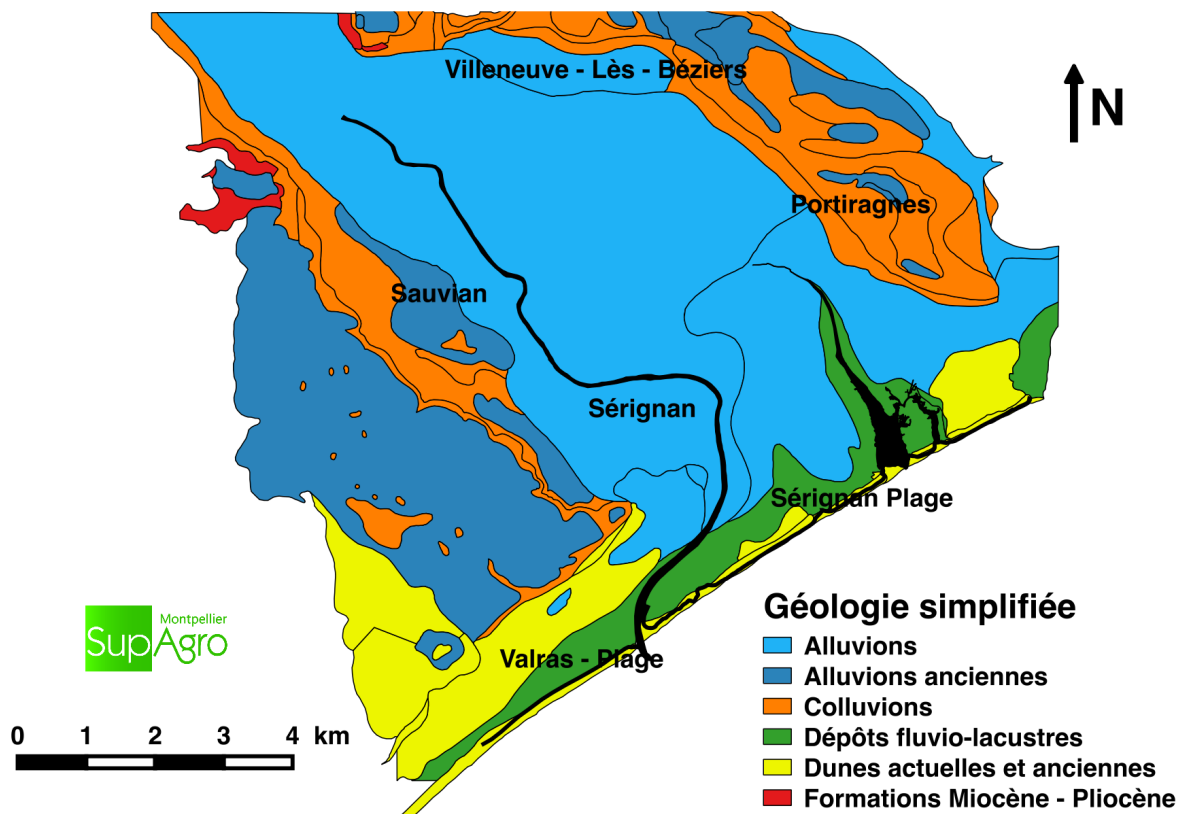 Villeneuve - Lès - Béziers
N
Portiragnes
Sauvian
Sérignan
Sérignan Plage
Valras - Plage
Montpellier
SupAgro
0 1 2 3 4 km
Géologie simplifiée
Alluvions
Alluvions anciennes
Colluvions
Dépôts fluvio-lacustres
Dunes actuelles et anciennes
Formations Miocène - Pliocène